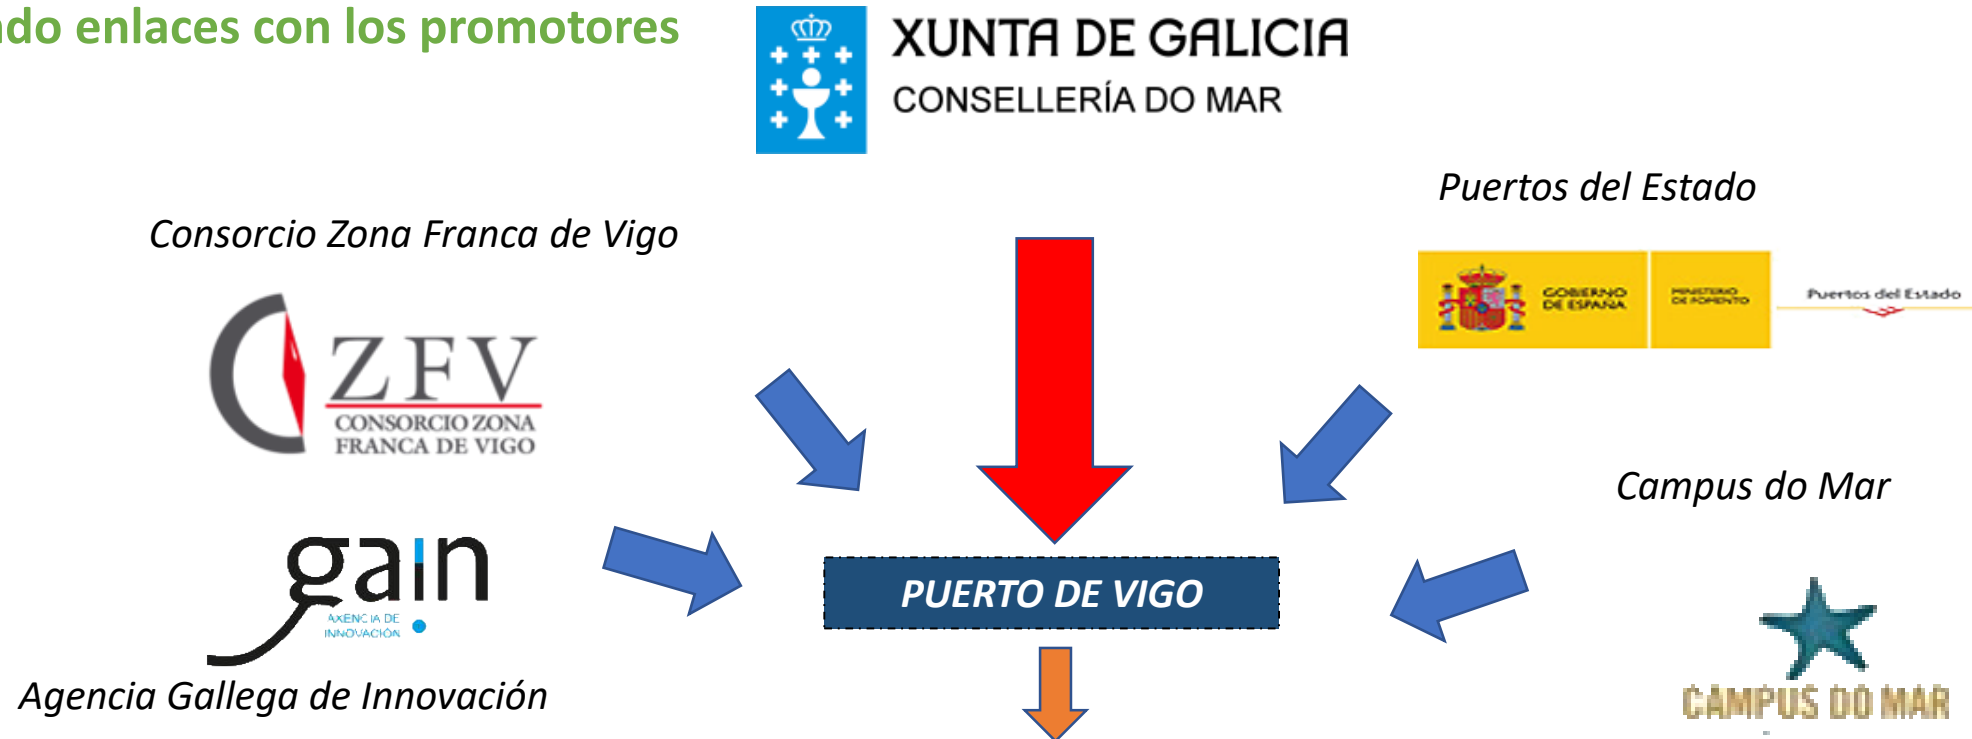 ndo enlaces con los promotores
XUNTA DE GALICIA
CONSELLERÍA DO MAR
Puertos del Estado
Consorcio Zona Franca de Vigo
GOBIERNO
DE ESPAÑA
MINISTERIO
DE FOMENTO
Puertos del Estado
ZFV
CONSORCIO ZONA
FRANCA DE VIGO
Campus do Mar
gain
AXENCIA DE
INNOVACIÓN
PUERTO DE VIGO
Agencia Gallega de Innovación
CAMPUS DO MAR